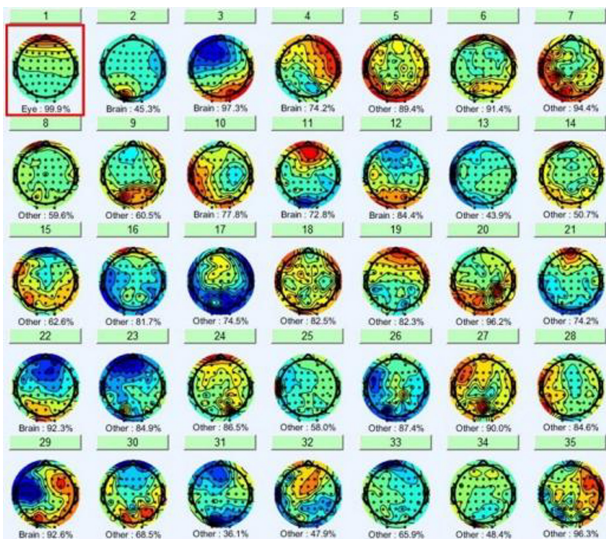 1 2 3 4 5 6 7
Eye : 99.9% Brain : 45.3% Brain : 97.3% Brain : 74.2% Other : 89.4% Other : 91.4% Other : 94.4%
8 9 10 11 12 13 14
Other : 59.6% Other : 60.5% Brain : 77.8% Brain : 72.8% Brain : 84.4% Other : 43.9% Other : 50.7%
15 16 17 18 19 20 21
Other : 62.6% Other : 81.7% Other : 74.5% Other : 82.5% Other : 82.3% Other : 96.2% Other : 74.2%
22 23 24 25 26 27 28
Brain : 92.3% Other : 84.9% Other : 86.5% Other : 58.0% Other : 87.4% Other : 90.0% Other : 84.6%
29 30 31 32 33 34 35
Brain : 92.6% Other : 68.5% Other : 36.1% Other : 47.9% Other : 65.9% Other : 48.4% Other : 96.3%